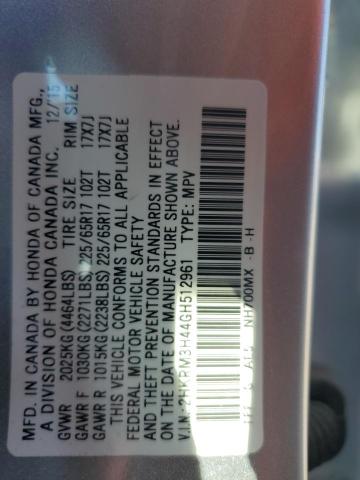 MFD. IN CANADA BY HONDA OF CANADA MFG.,
A DIVISION OF HONDA CANADA INC. 12/15
GVWR 2025KG(4464LBS) TIRE SIZE RIM SIZE
GAWR F 1030KG(2271LBS)225/65R17 102T 17X7J
GAWR R 1015KG(2238LBS)225/65R17 102T 17X7J
THIS VEHICLE CONFORMS TO ALL APPLICABLE
FEDERAL MOTOR VEHICLE SAFETY
AND THEFT PREVENTION STANDARDS IN EFFECT
ON THE DATE OF MANUFACTURE SHOWN ABOVE.
V.I.N.:2HKRM3H44GH512961 TYPE: MPV
NH700MX -B -H